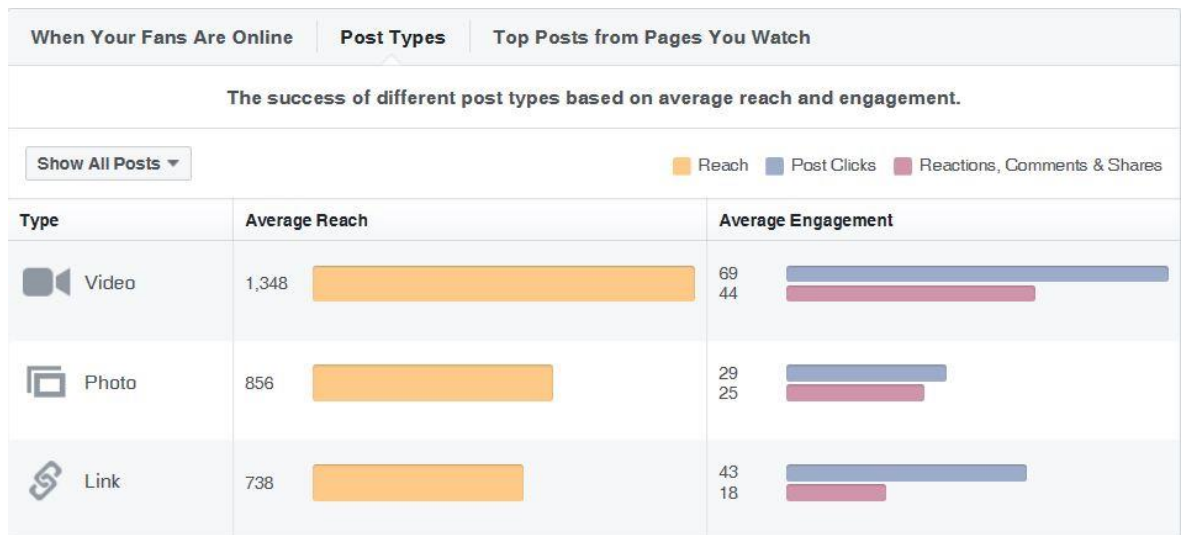 When Your Fans Are Online Post Types Top Posts from Pages You Watch
The success of different post types based on average reach and engagement.
Show All Posts Reach Post Clicks Reactions, Comments & Shares
Type Average Reach Average Engagement
Video 1,348 69
44
Photo 856 29
25
Link 738 43
18